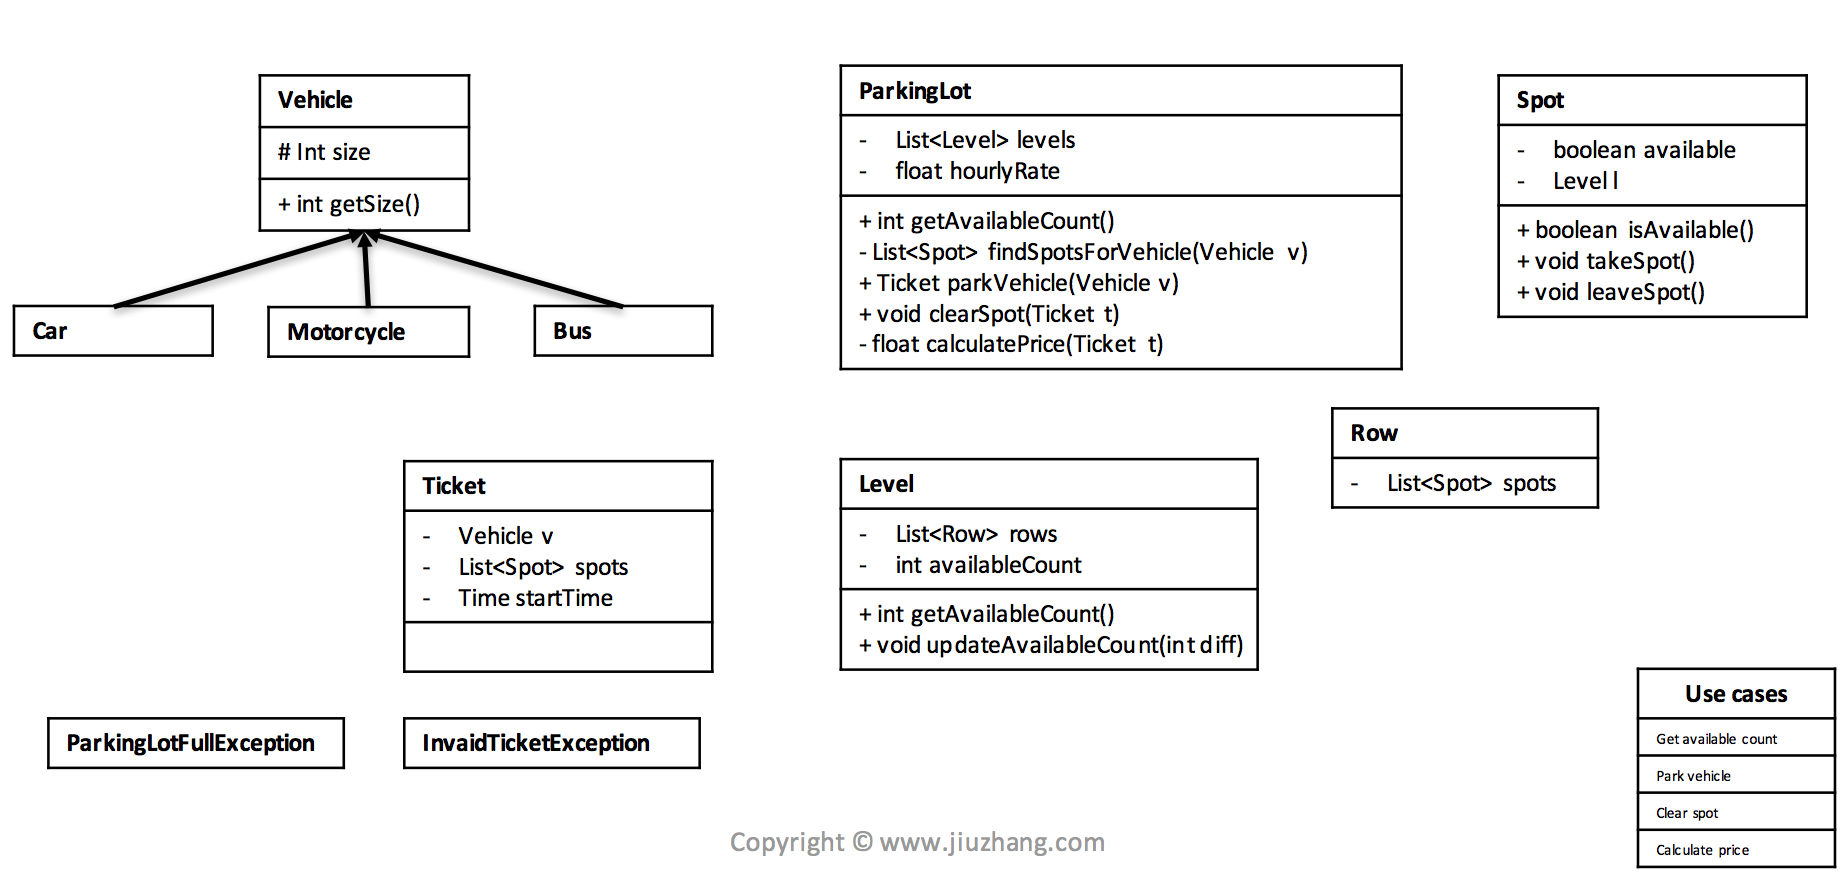 Vehicle
# Int size
+ int getSize()
Car
Motorcycle
Bus
ParkingLot
- List<Level> levels
- float hourlyRate
+ int getAvailableCount()
- List<Spot> findSpotsForVehicle(Vehicle v)
+ Ticket parkVehicle(Vehicle v)
+ void clearSpot(Ticket t)
- float calculatePrice(Ticket t)
Spot
- boolean available
- Level l
+ boolean isAvailable()
+ void takeSpot()
+ void leaveSpot()
Ticket
- Vehicle v
- List<Spot> spots
- Time startTime
Level
- List<Row> rows
- int availableCount
+ int getAvailableCount()
+ void updateAvailableCount(int diff)
Row
- List<Spot> spots
ParkingLotFullException
InvaidTicketException
Use cases
Get available count
Park vehicle
Clear spot
Calculate price
Copyright © www.jiuzhang.com